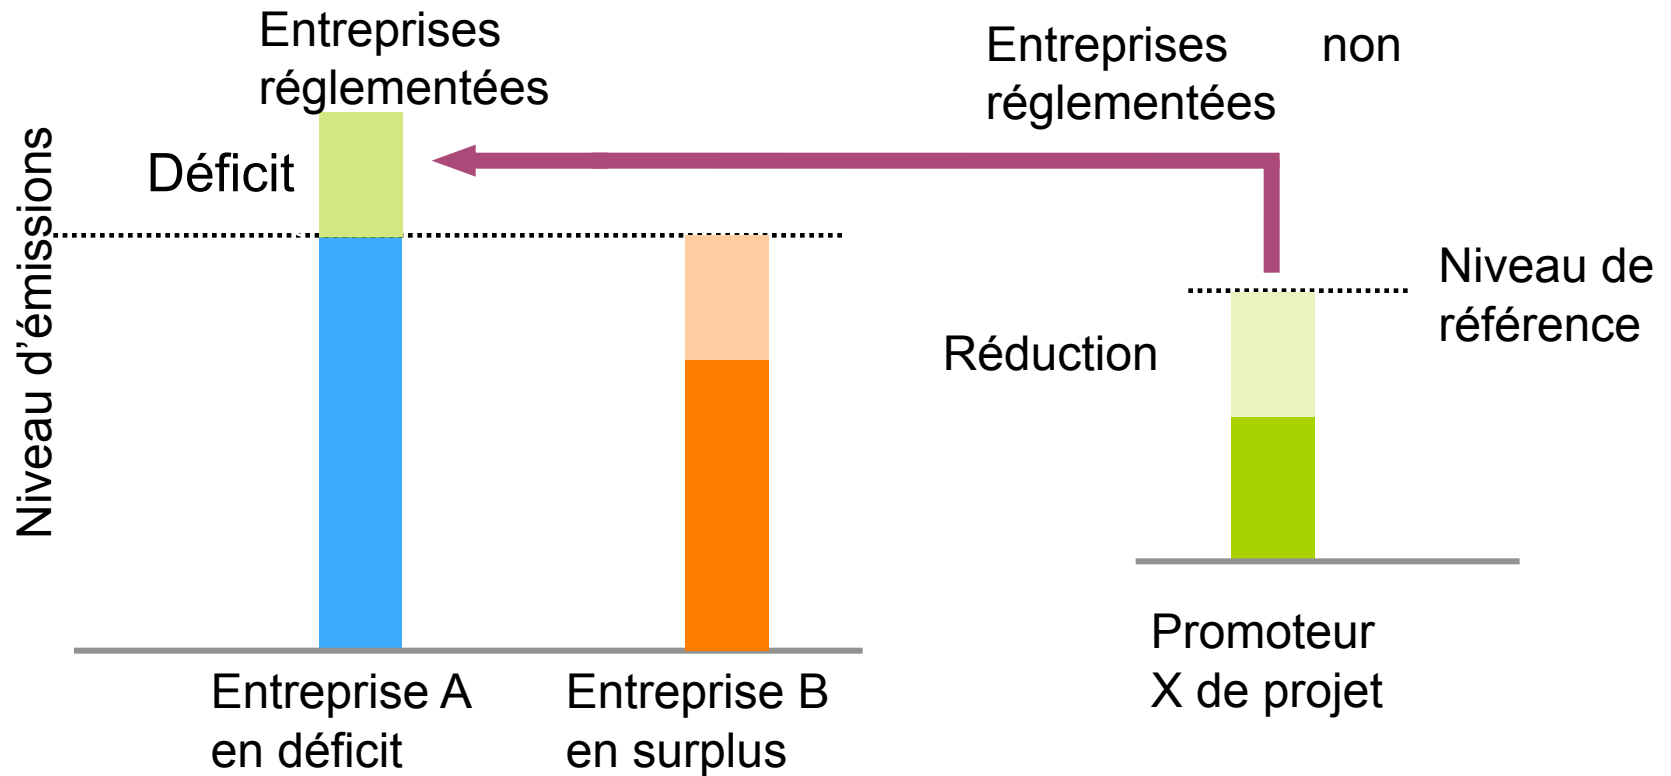 Entreprises
réglementées
Entreprises non
réglementées
Niveau d’émissions
Déficit
Niveau de
référence
Réduction
Entreprise A
en déficit
Entreprise B
en surplus
Promoteur
X de projet